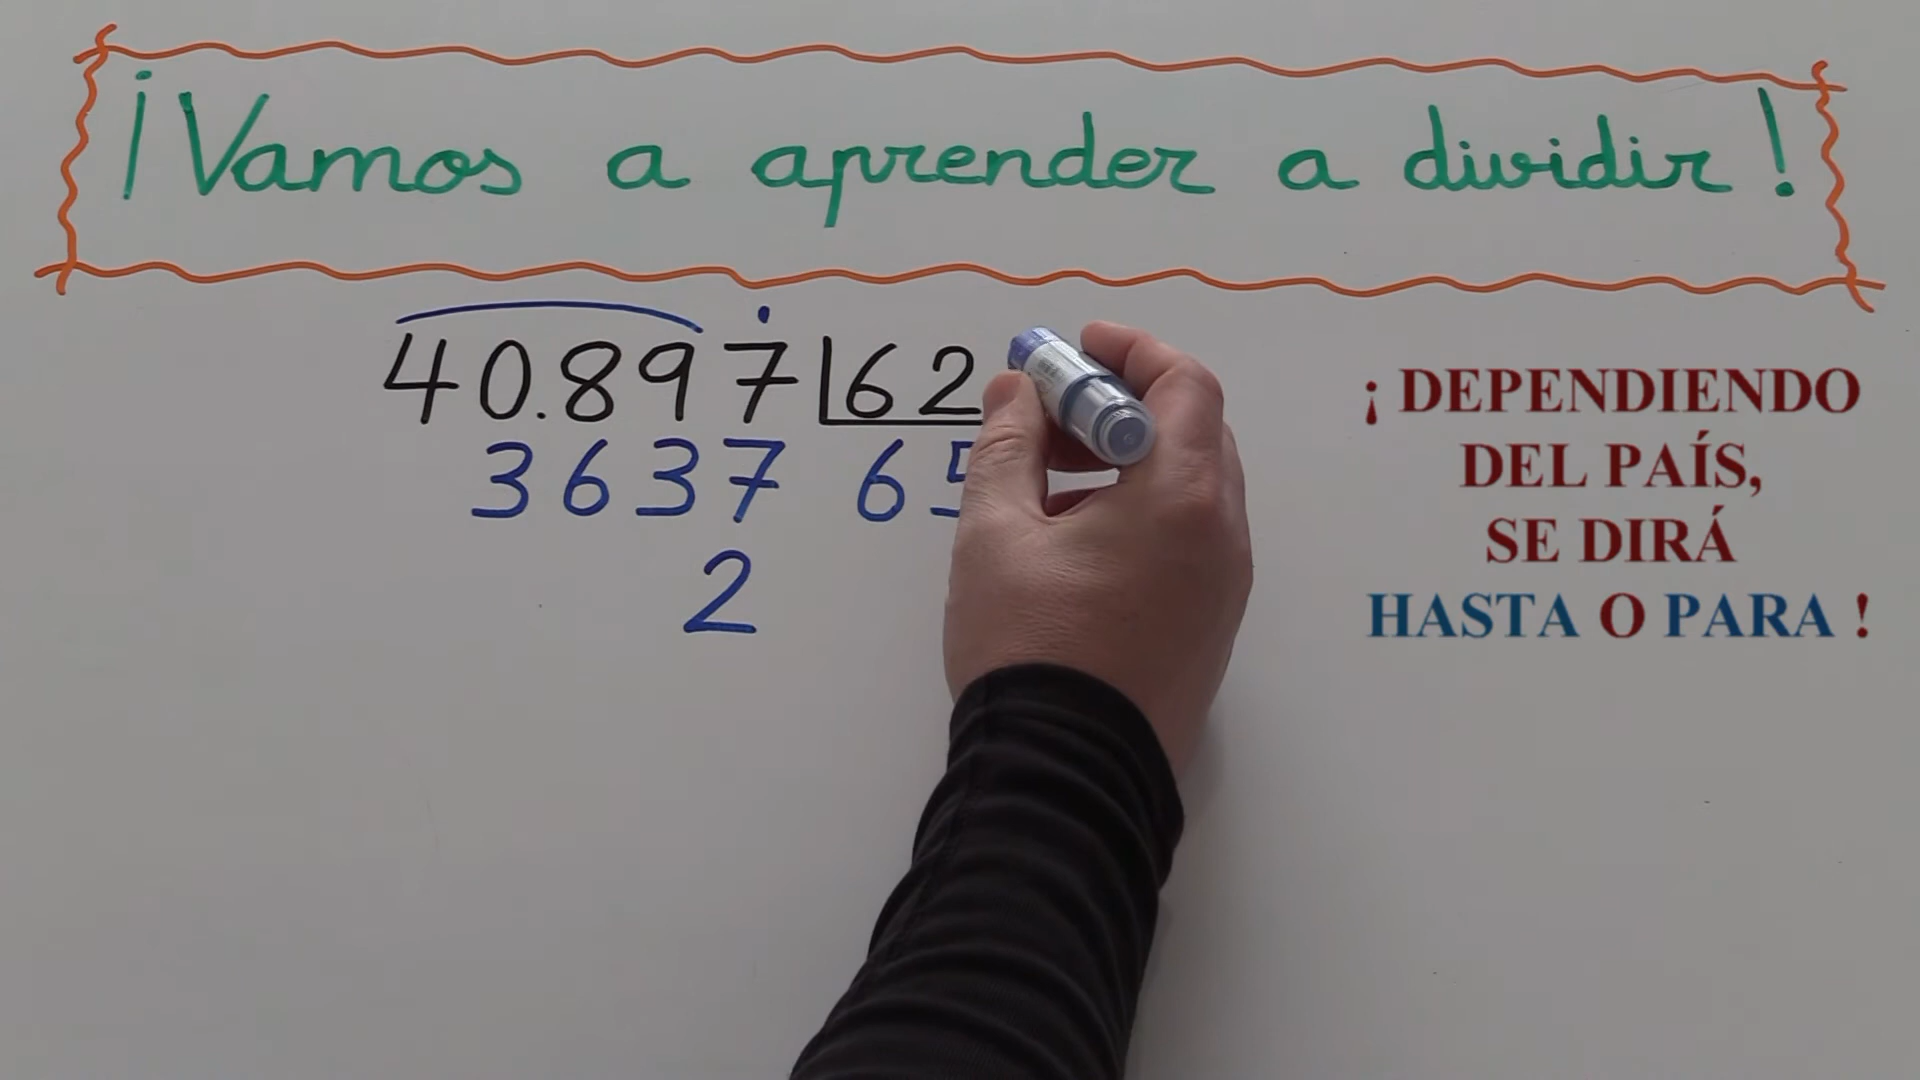 ¡Vamos a aprender a dividir!
40.897 62
3637 65
2
¡ DEPENDIENDO
DEL PAÍS,
SE DIRÁ
HASTA O PARA !